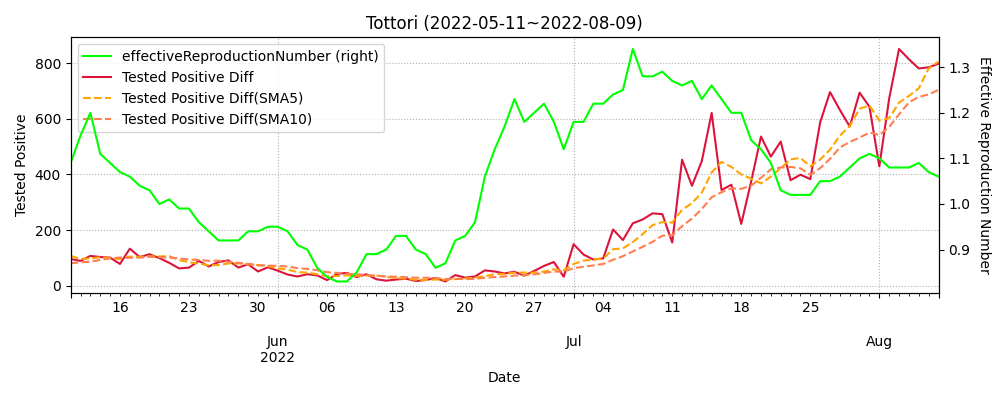 Tottori (2022-05-11~2022-08-09)
effectiveReproductionNumber (right)
Tested Positive Diff
Tested Positive Diff(SMA5)
Tested Positive Diff(SMA10)
Tested Positive
800
600
400
200
0
1.3
1.2
1.1
1.0
0.9
Effective Reproduction Number
16 23 30 06 13 20 27 04 11 18 25
Jun Jul Aug
2022
Date